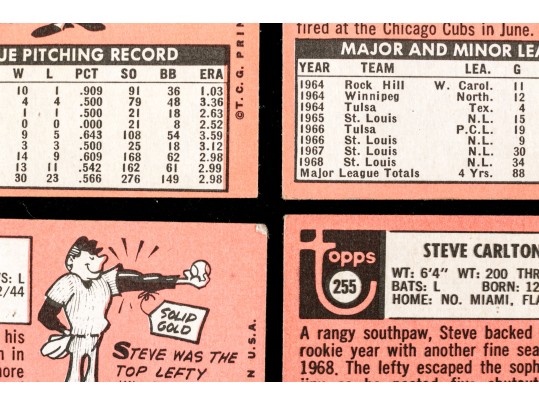 UE PITCHING RECORD
W L PCT SO BB ERA
10 1 .909 91 36 1.03
4 4 .500 79 48 3.36
1 1 .500 21 18 2.63
0 0 .000 21 8 2.52
9 5 .643 108 54 3.59
3 3 .500 25 18 3.12
14 9 .609 168 62 2.98
13 11 .542 162 61 2.99
30 23 .566 276 149 2.98
©T.C.G. PRIN
fired at the Chicago Cubs in June.
MAJOR AND MINOR LEA
YEAR TEAM LEA. G
1964 Rock Hill W. Carol. 11
1964 Winnipeg North. 12
1964 Tulsa Tex. 4
1965 St. Louis N.L. 15
1966 Tulsa P.C.L. 19
1966 St. Louis N.L. 9
1967 St. Louis N.L. 30
1968 St. Louis N.L. 34
Major League Totals 4 Yrs. 88
TS: L
2/44
his
n in
more
SOLID
GOLD
STEVE WAS THE
TOP LEFTY
N U.S.A.
topps
255
STEVE CARLTON
WT: 6'4" WT: 200 THR
BATS: L BORN: 12
HOME: NO. MIAMI, FLA
A rangy southpaw, Steve backed
rookie year with another fine sea
1968. The lefty escaped the soph